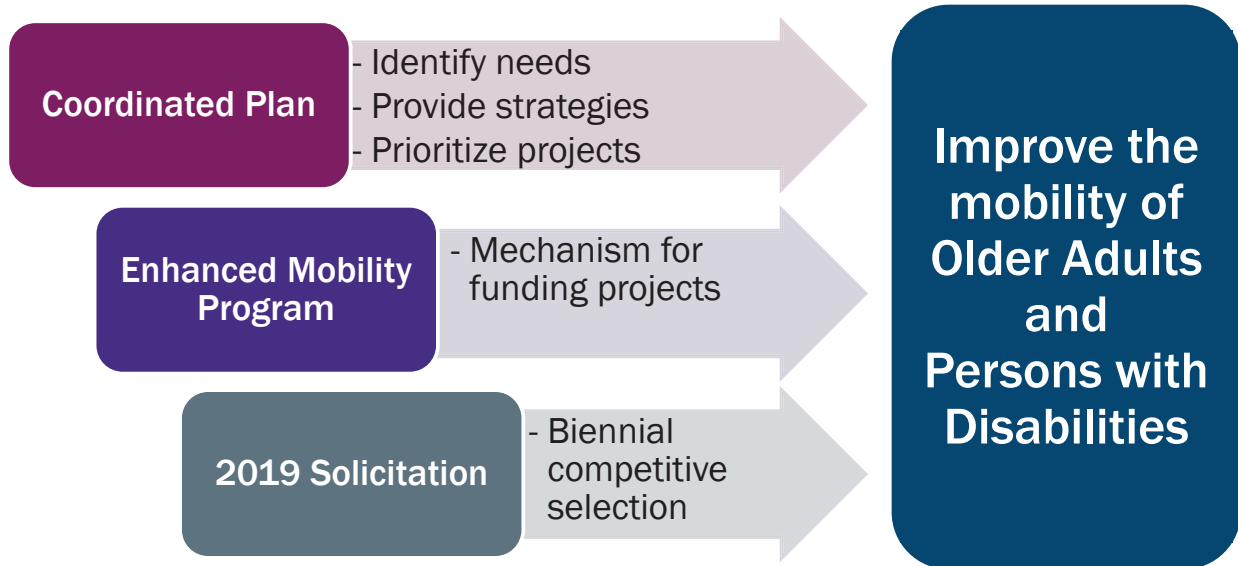 Coordinated Plan
- Identify needs
- Provide strategies
- Prioritize projects
Enhanced Mobility
Program
- Mechanism for
funding projects
2019 Solicitation
- Biennial
competitive
selection
Improve the
mobility of
Older Adults
and
Persons with
Disabilities